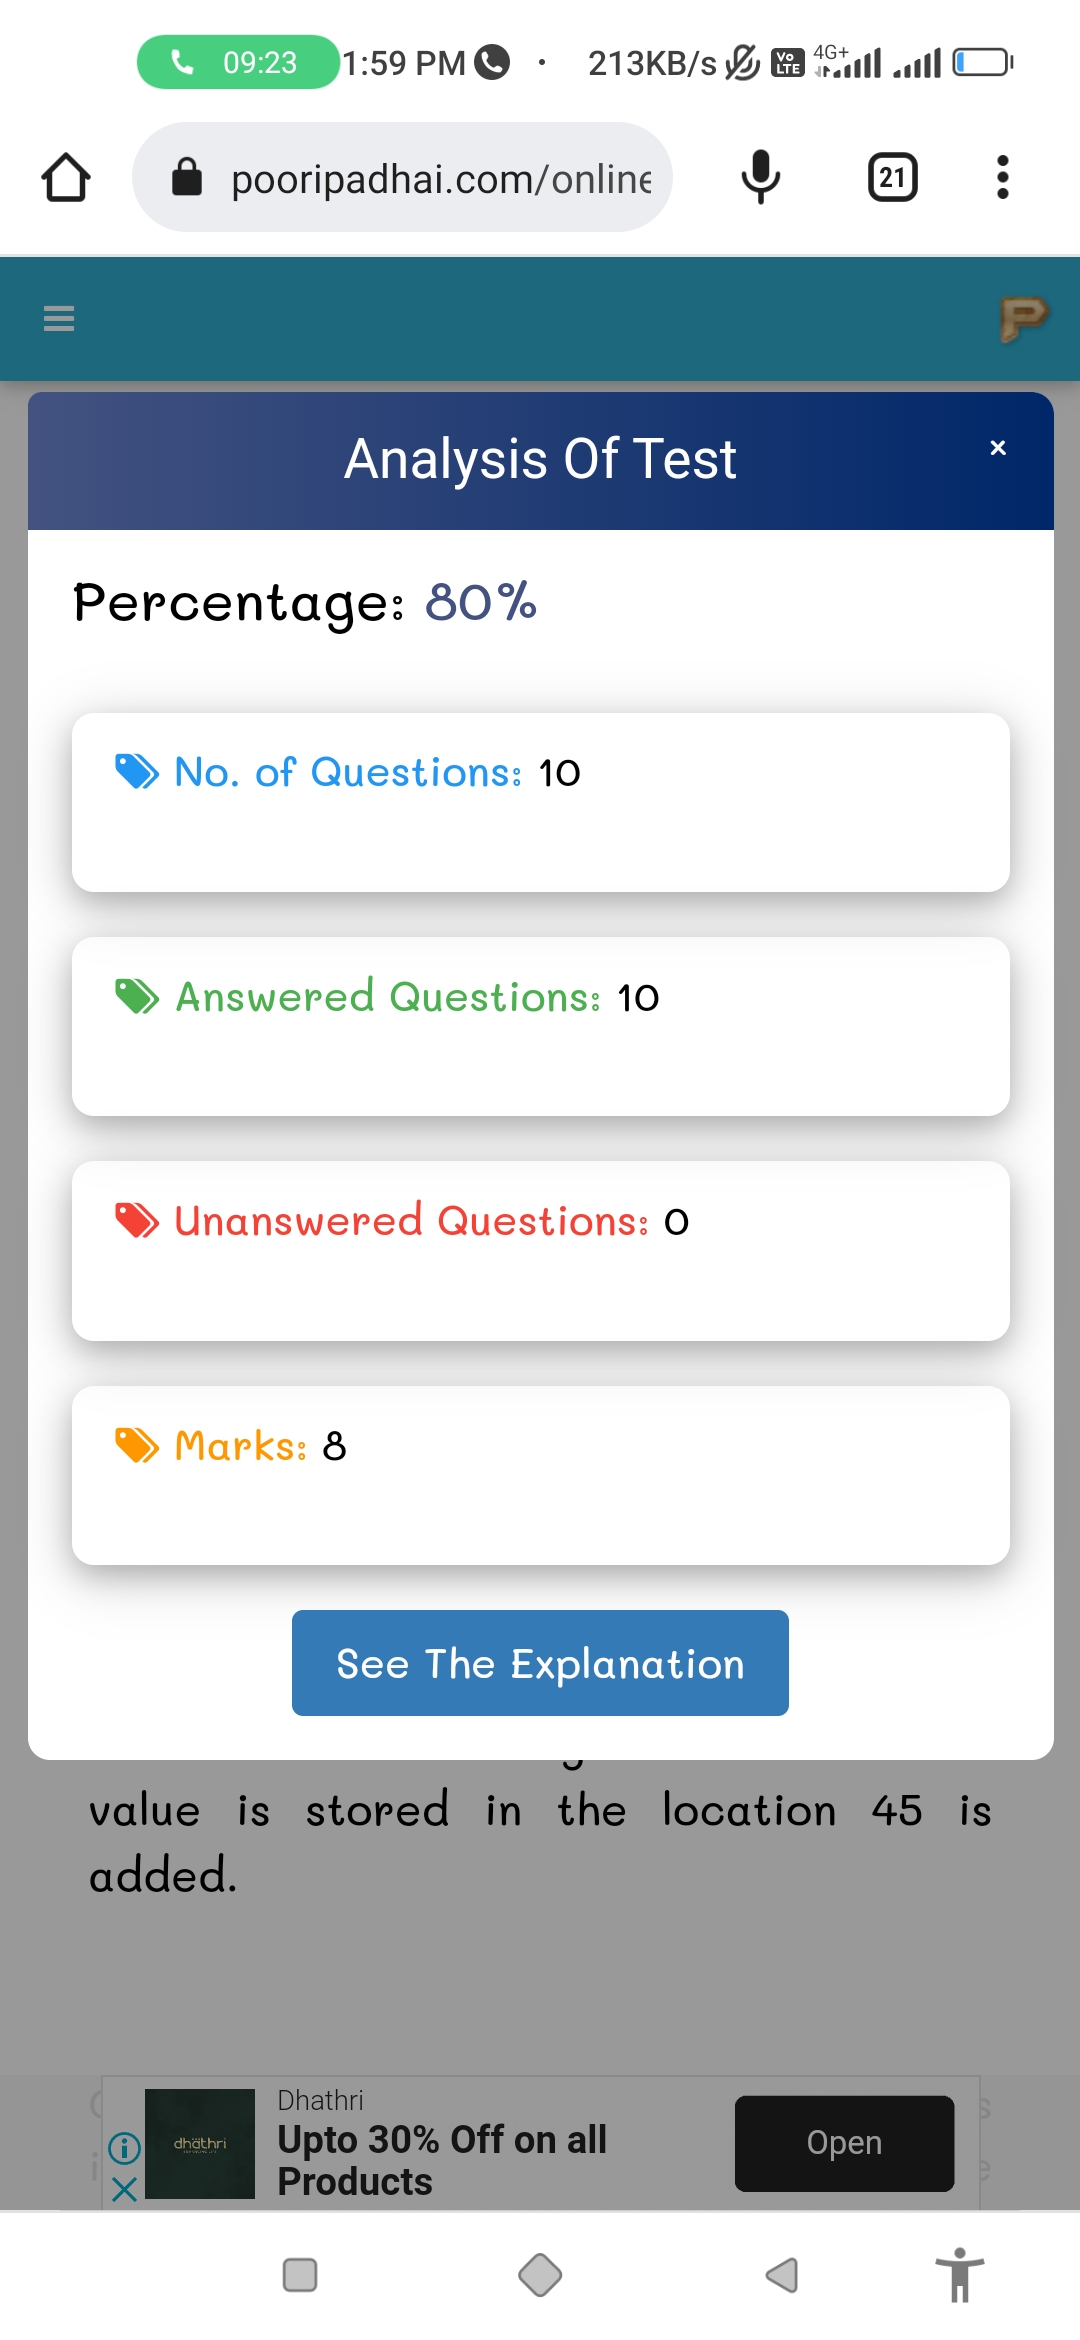 09:23 1:59 PM 213KB/s Vo LTE 4G+
pooripadhai.com/online 21
P
Analysis Of Test ×
Percentage: 80%
No. of Questions: 10
Answered Questions: 10
Unanswered Questions: 0
Marks: 8
See The Explanation
value is stored in the location 45 is
added.
Dhathri
dhathri
Upto 30% Off on all
Products
Open